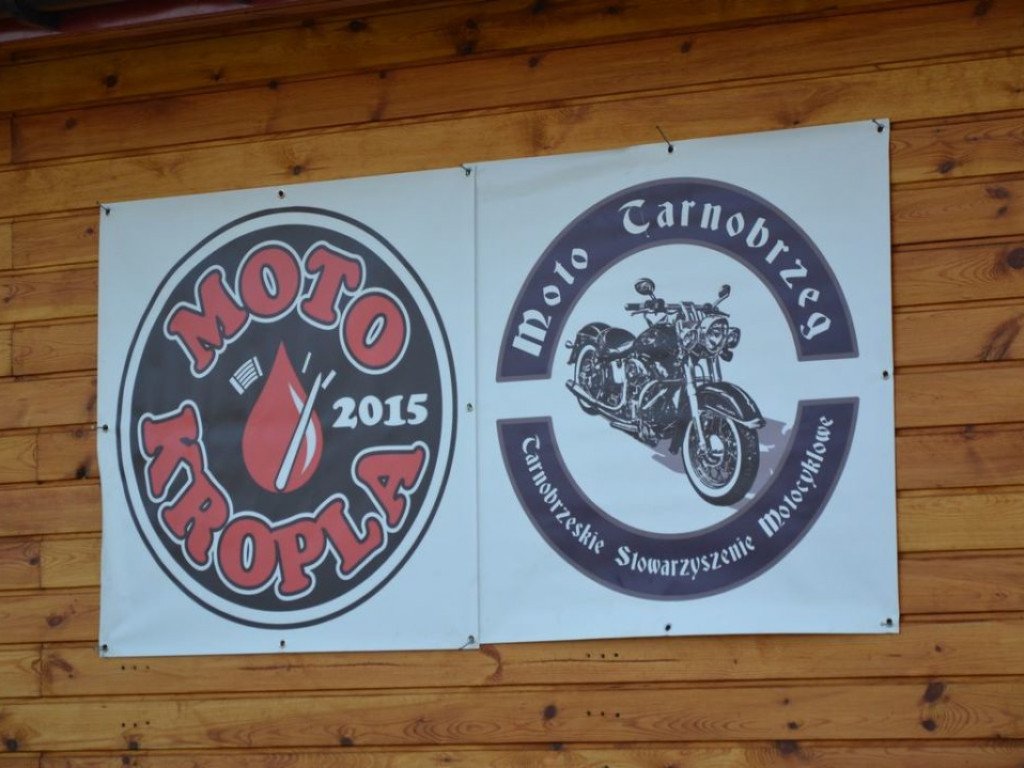 MOTO
2015
KROPLA
Moto Tarnobrzeg
Tarnobrzeskie Stowarzyszenie Motocyklowe